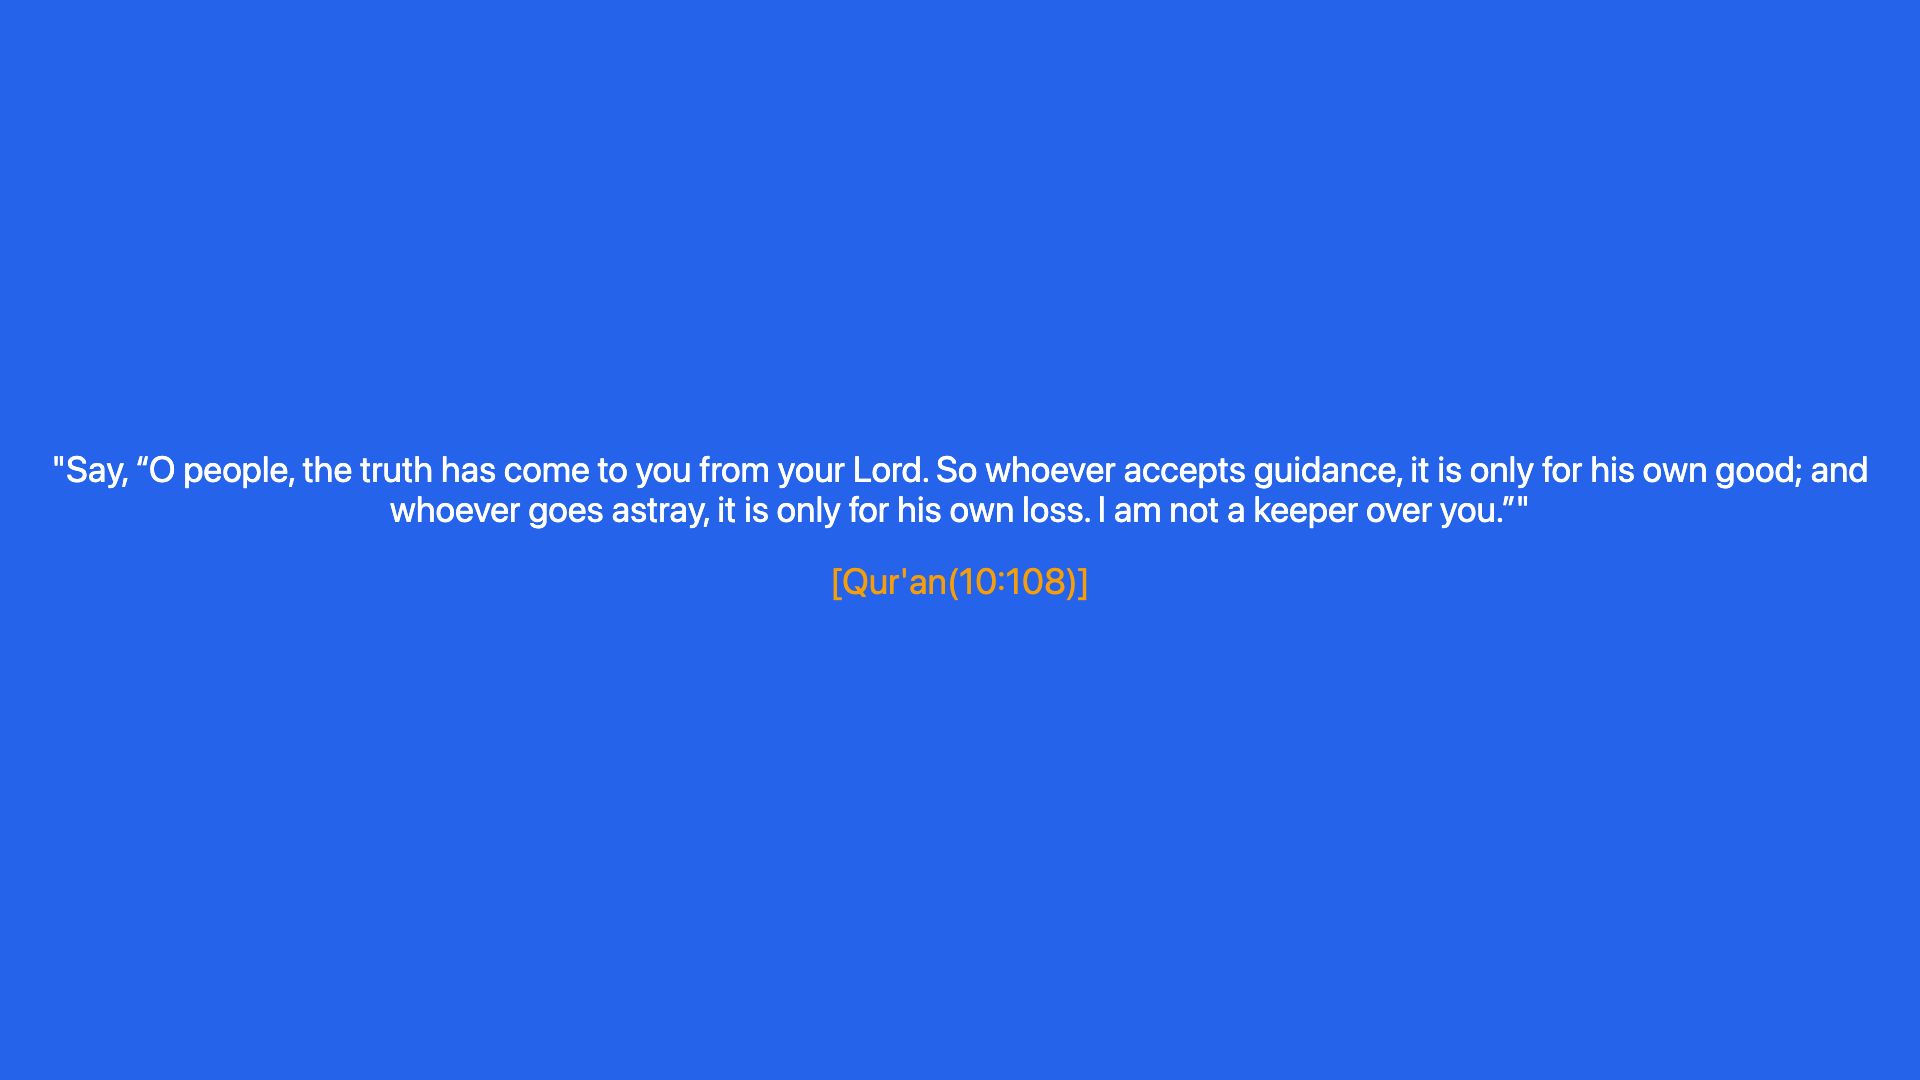 "Say, “O people, the truth has come to you from your Lord. So whoever accepts guidance, it is only for his own good; and
whoever goes astray, it is only for his own loss. I am not a keeper over you.”"
[Qur'an(10:108)]